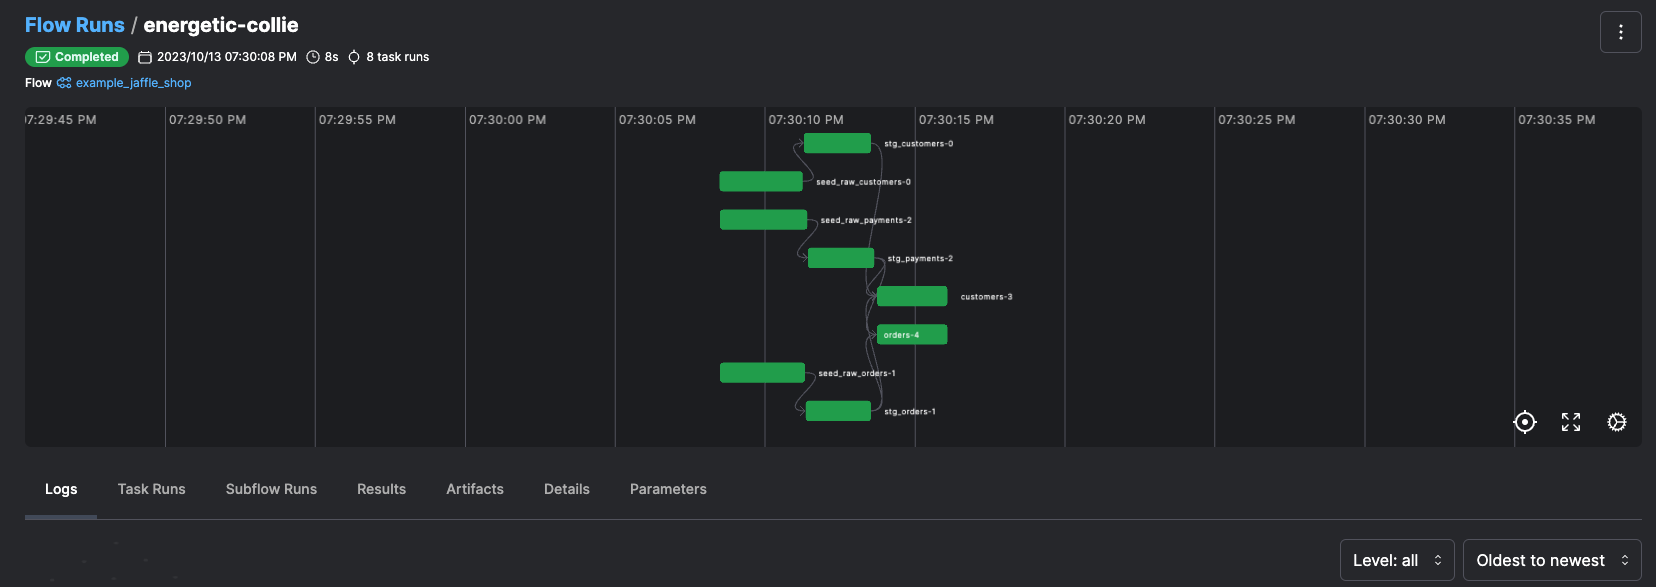 Flow Runs / energetic-collie
Completed 2023/10/13 07:30:08 PM 8s 8 task runs
Flow example_jaffle_shop
07:29:45 PM 07:29:50 PM 07:29:55 PM 07:30:00 PM 07:30:05 PM 07:30:10 PM 07:30:15 PM 07:30:20 PM 07:30:25 PM 07:30:30 PM 07:30:35 PM
stg_customers-0
seed_raw_customers-0
seed_raw_payments-2
stg_payments-2
customers-3
orders-4
seed_raw_orders-1
stg_orders-1
Logs Task Runs Subflow Runs Results Artifacts Details Parameters
Level: all Oldest to newest